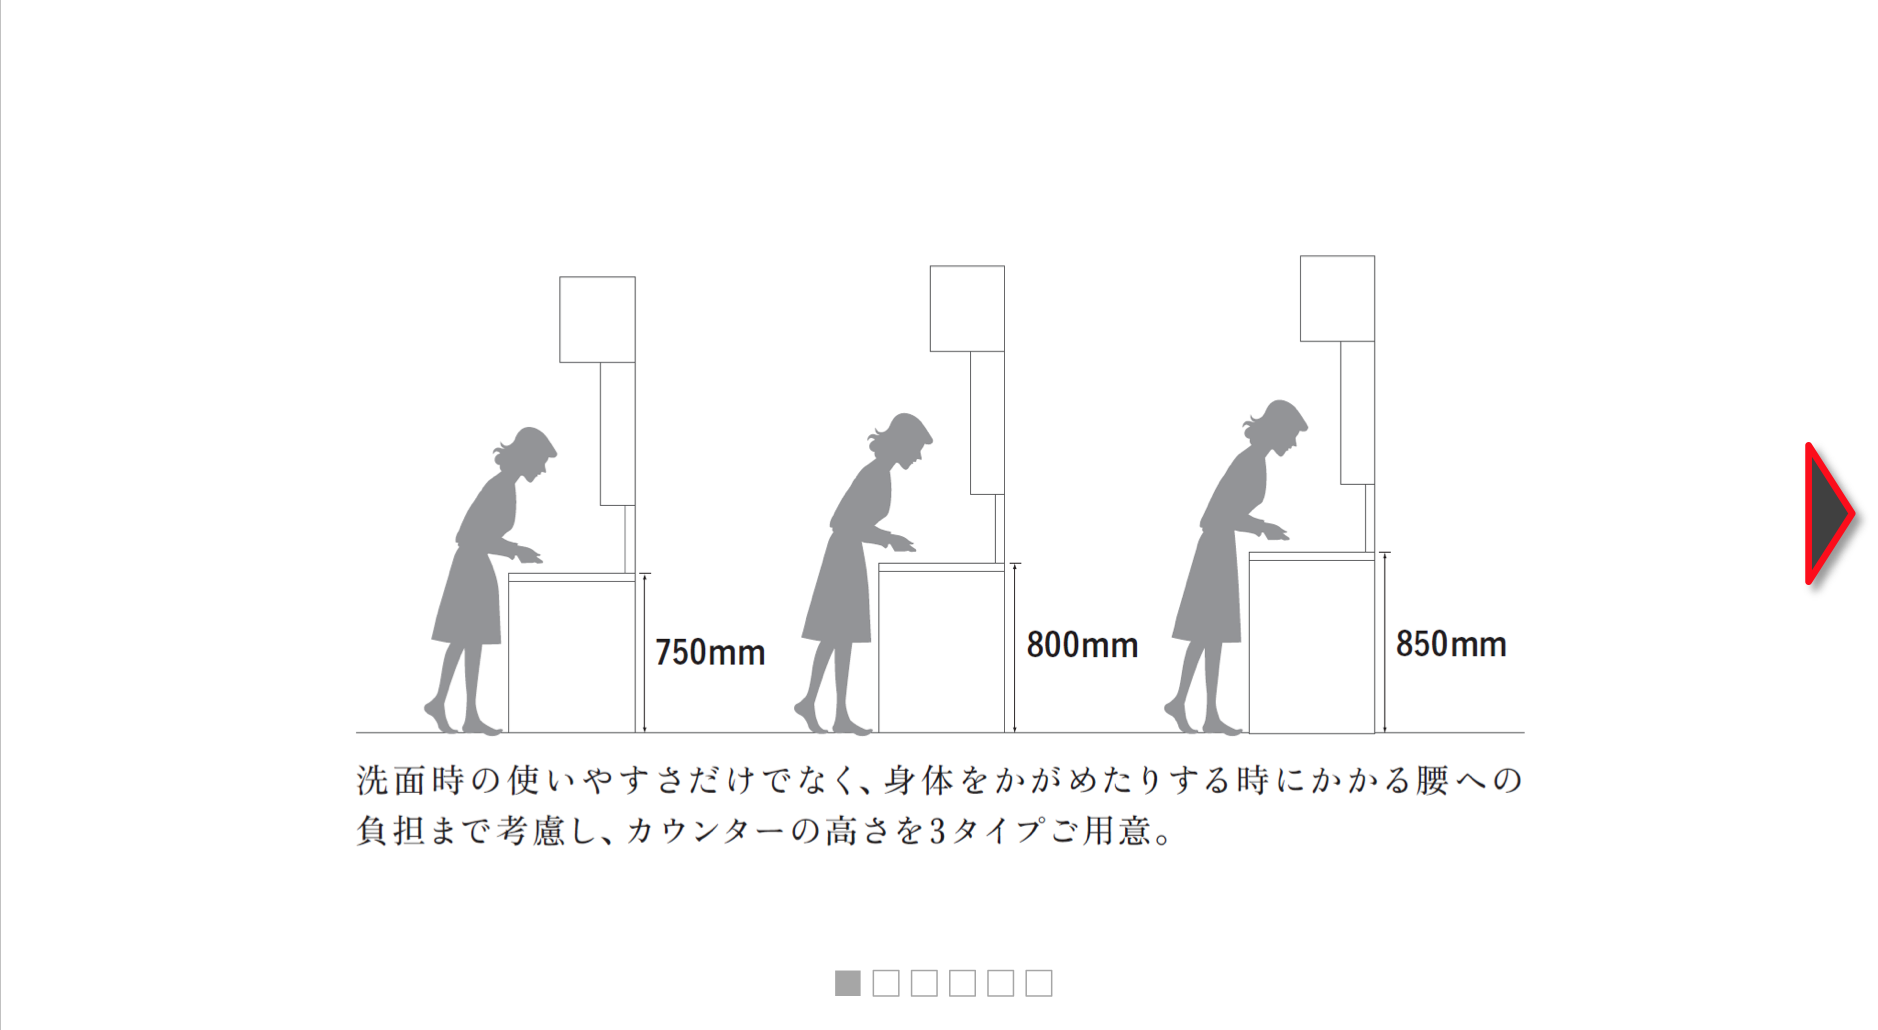 750mm
800mm
850mm
洗面時の使いやすさだけでなく、身体をかがめたりする時にかかる腰への
負担まで考慮し、カウンターの高さを3タイプご用意。